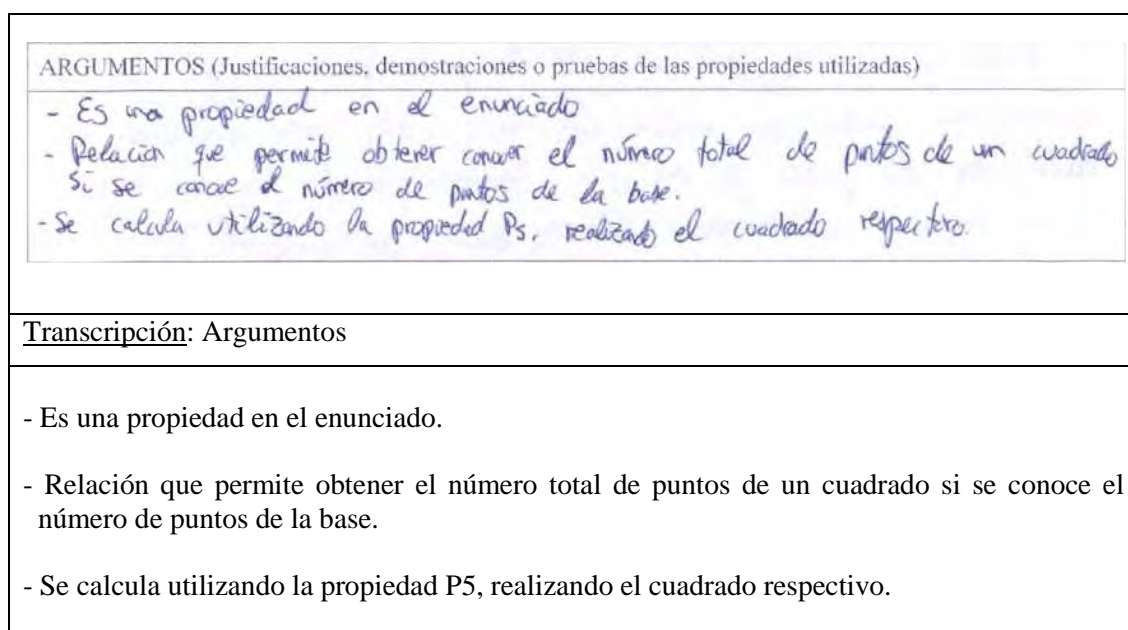 ARGUMENTOS (Justificaciones, demostraciones o pruebas de las propiedades utilizadas)
- Es una propiedad en el enunciado
- Relación que permite obtener conocer el número total de puntos de un cuadrado
si se conoce el número de puntos de la base.
- Se calcula utilizando la propiedad P5, realizando el cuadrado respectivo.
Transcripción: Argumentos
- Es una propiedad en el enunciado.
- Relación que permite obtener el número total de puntos de un cuadrado si se conoce el
número de puntos de la base.
- Se calcula utilizando la propiedad P5, realizando el cuadrado respectivo.